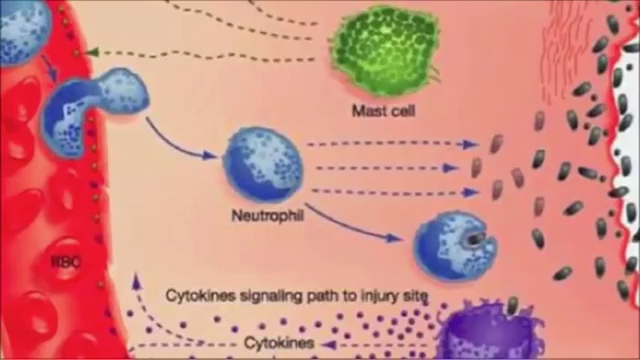 Mast cell
Neutrophil
RBC
Cytokines signaling path to injury site
Cytokines